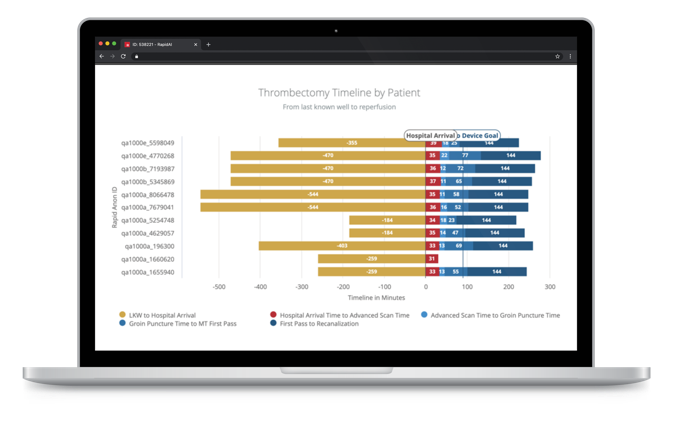 ID: 638221 - RapidAI
Thrombectomy Timeline by Patient
From last known well to reperfusion
Hospital Arrival o Device Goal
qa1000e_5598049 -355 39 18 25 144
qa1000e_4770268 -470 35 22 77 144
qa1000b_7193987 -470 36 12 72 144
qa1000b_5345869 -470 37 11 65 144
qa1000a_8066478 -544 35 11 58 144
qa1000a_7679041 -544 36 16 52 144
qa1000a_5254748 -184 34 18 23 144
qa1000a_4629057 -184 35 14 47 144
qa1000a_196300 -403 33 13 69 144
qa1000a_1660620 -259 31
qa1000a_1655940 -259 33 13 55 144
Rapid Anon ID
-500 -400 -300 -200 -100 0 100 200 300
Timeline in Minutes
LKW to Hospital Arrival Hospital Arrival Time to Advanced Scan Time Advanced Scan Time to Groin Puncture Time
Groin Puncture Time to MT First Pass First Pass to Recanalization